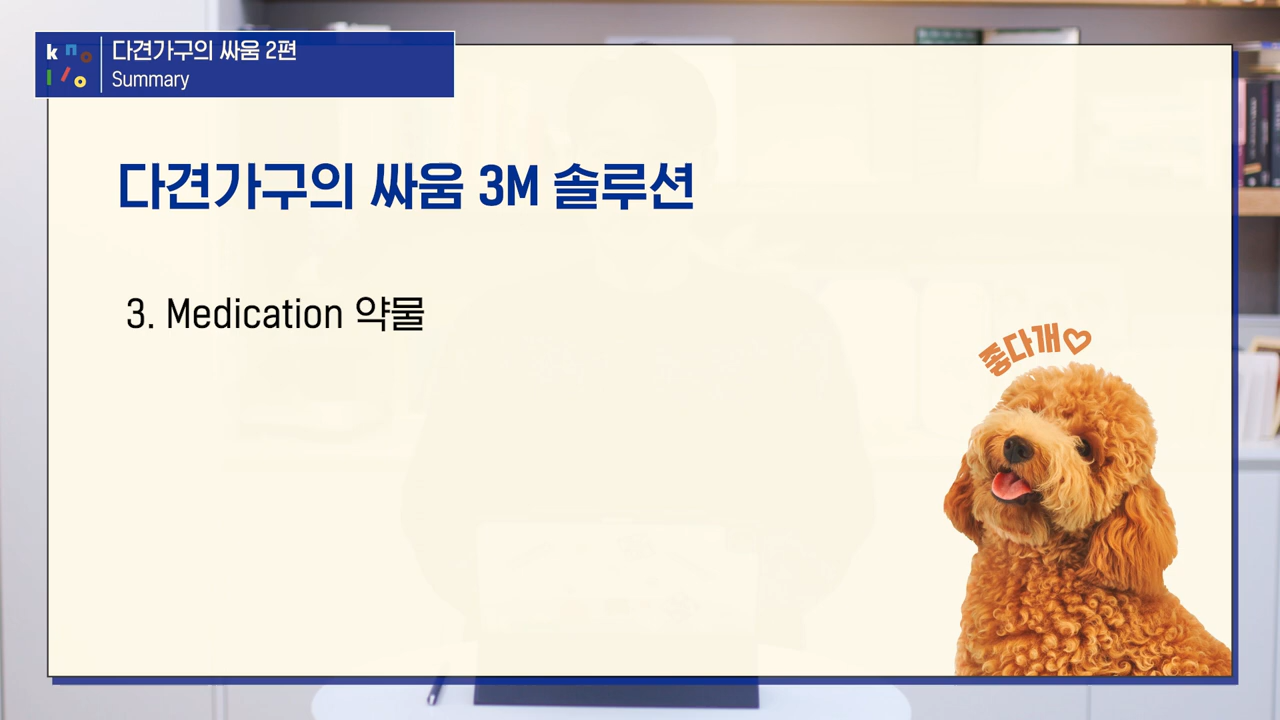 knollo
다견가구의 싸움 2편
Summary
다견가구의 싸움 3M 솔루션
3. Medication 약물
좋다개♡